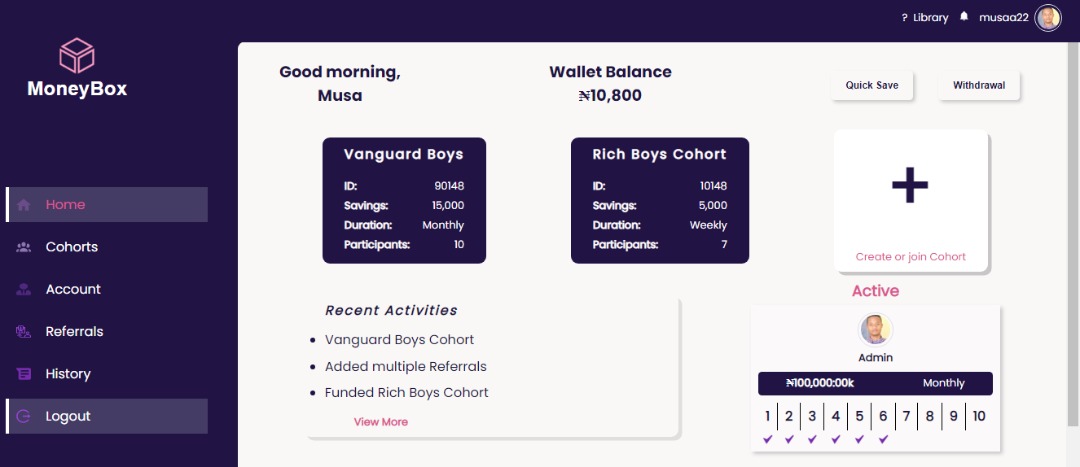 ? Library musaa22
MoneyBox
Home
Cohorts
Account
Referrals
History
Logout
Good morning,
Musa
Wallet Balance
₦10,800
Quick Save
Withdrawal
Vanguard Boys
ID: 90148
Savings: 15,000
Duration: Monthly
Participants: 10
Rich Boys Cohort
ID: 10148
Savings: 5,000
Duration: Weekly
Participants: 7
+
Create or join Cohort
Recent Activities
Vanguard Boys Cohort
Added multiple Referrals
Funded Rich Boys Cohort
View More
Active
Admin
₦100,000:00k Monthly
1 2 3 4 5 6 7 8 9 10